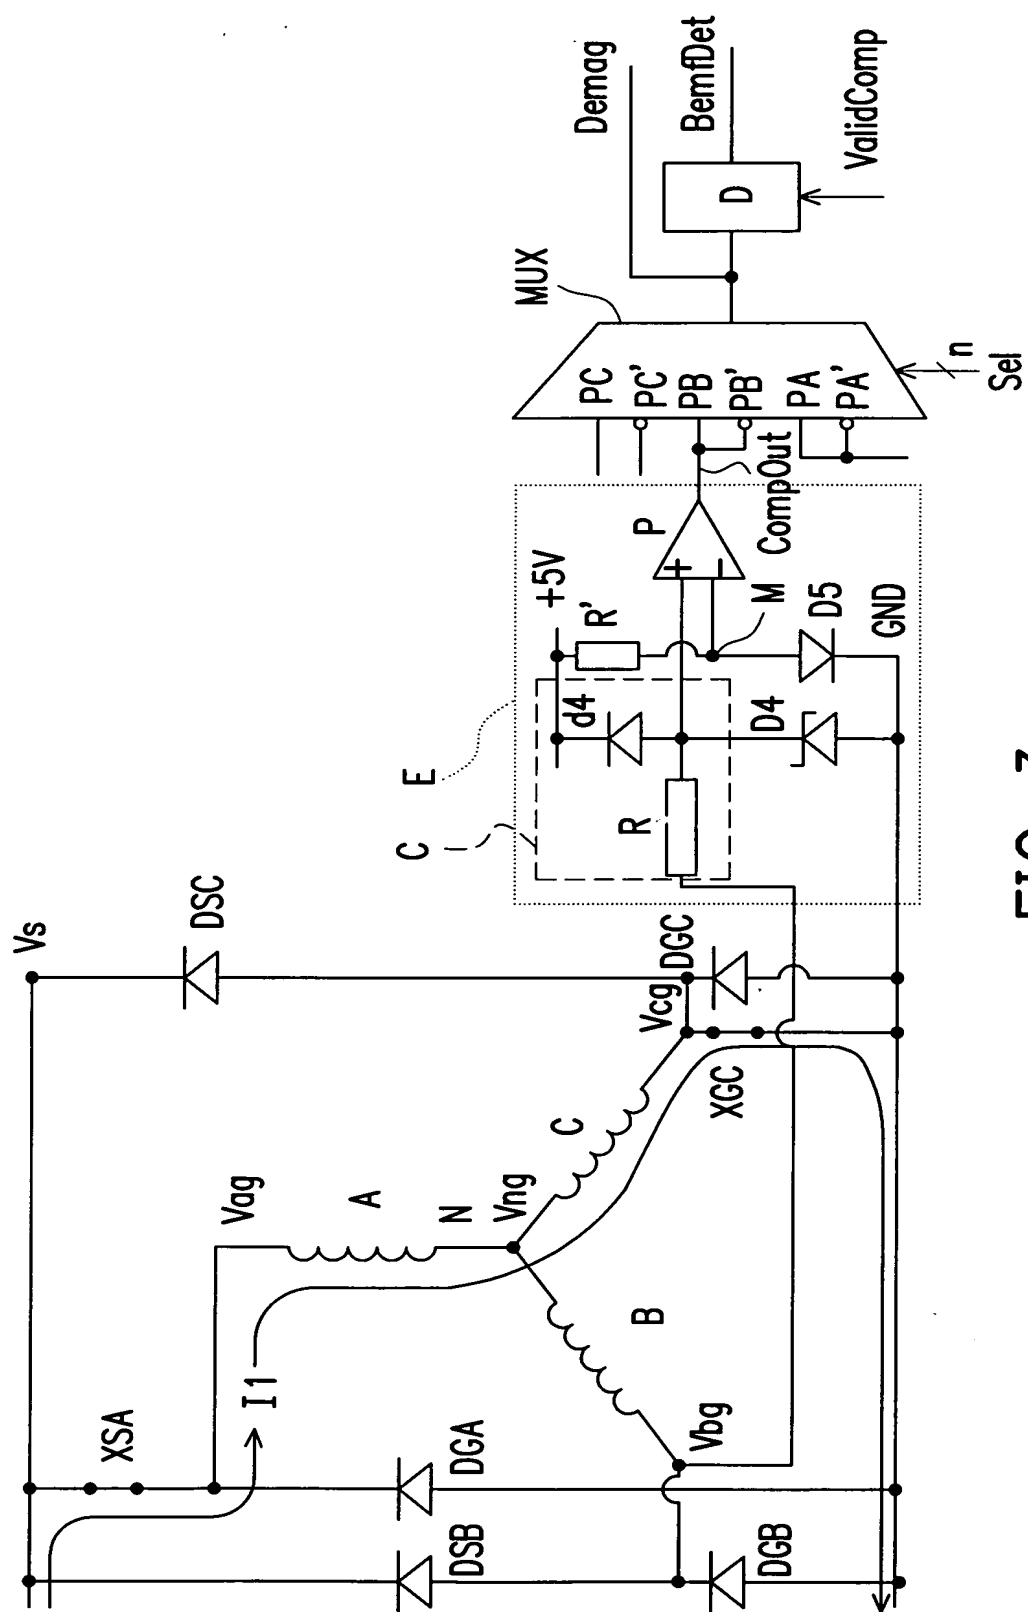 Vs
XSA
DSB
DGA
DGB
I1
Vag
A
N
Vng
B
Vbg
C
Vcg
XGC
DSC
DGC
C
E
R
d4
D4
+5V
R'
M
D5
GND
P
+
−
CompOut
MUX
PC
PC'
PB
PB'
PA
PA'
n
Sel
Demag
D
BemfDet
ValidComp